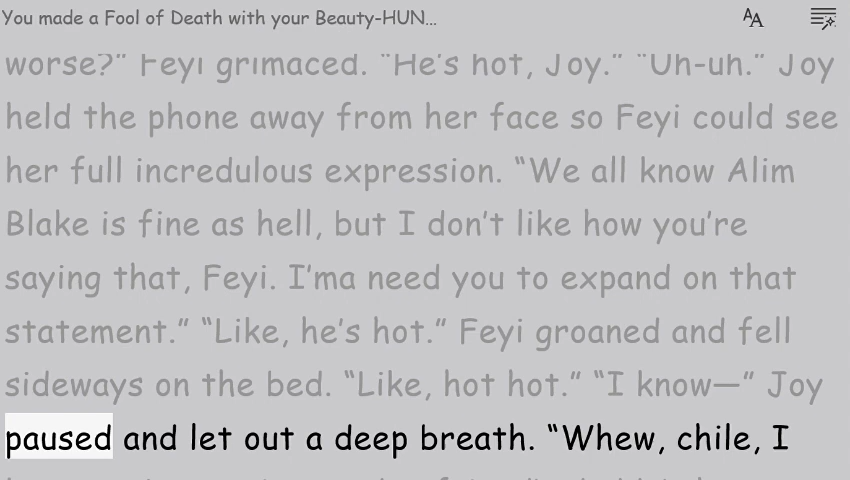 You made a Fool of Death with your Beauty-HUN...
AA
worse?” Feyi grimaced. “He’s hot, Joy.” “Uh-uh.” Joy
held the phone away from her face so Feyi could see
her full incredulous expression. “We all know Alim
Blake is fine as hell, but I don’t like how you’re
saying that, Feyi. I’ma need you to expand on that
statement.” “Like, he’s hot.” Feyi groaned and fell
sideways on the bed. “Like, hot hot.” “I know—” Joy
paused and let out a deep breath. “Whew, chile, I